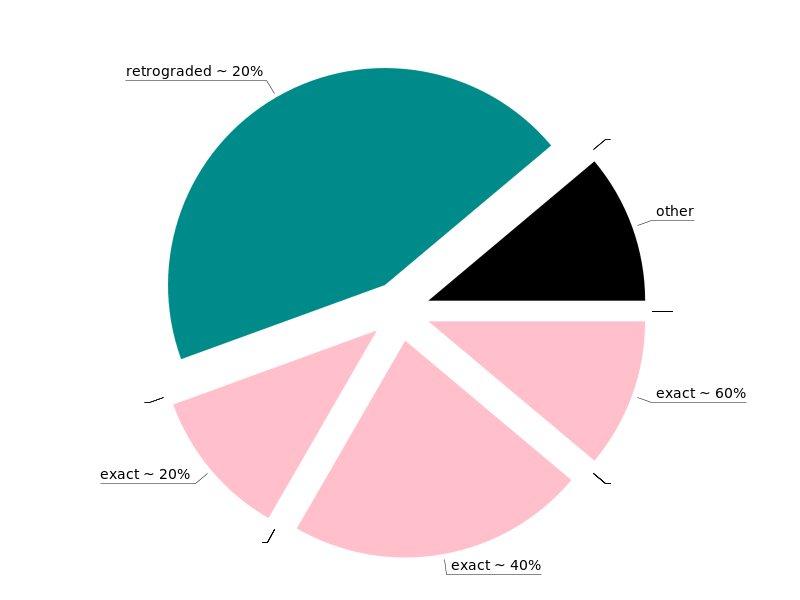 retrograded ~ 20%
other
exact ~ 60%
exact ~ 20%
exact ~ 40%